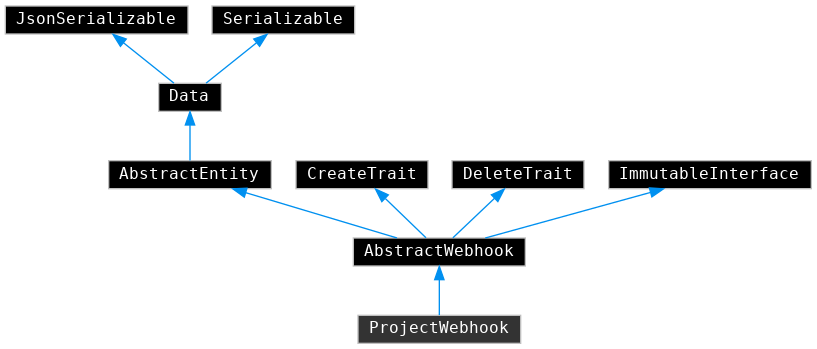 JsonSerializable
Serializable
Data
AbstractEntity
CreateTrait
DeleteTrait
ImmutableInterface
AbstractWebhook
ProjectWebhook